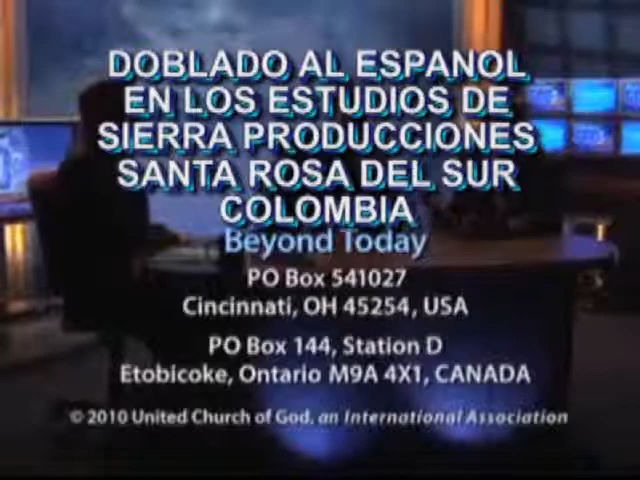 DOBLADO AL ESPANOL
EN LOS ESTUDIOS DE
SIERRA PRODUCCIONES
SANTA ROSA DEL SUR
COLOMBIA
Beyond Today
PO Box 541027
Cincinnati, OH 45254, USA
PO Box 144, Station D
Etobicoke, Ontario M9A 4X1, CANADA
© 2010 United Church of God, an International Association